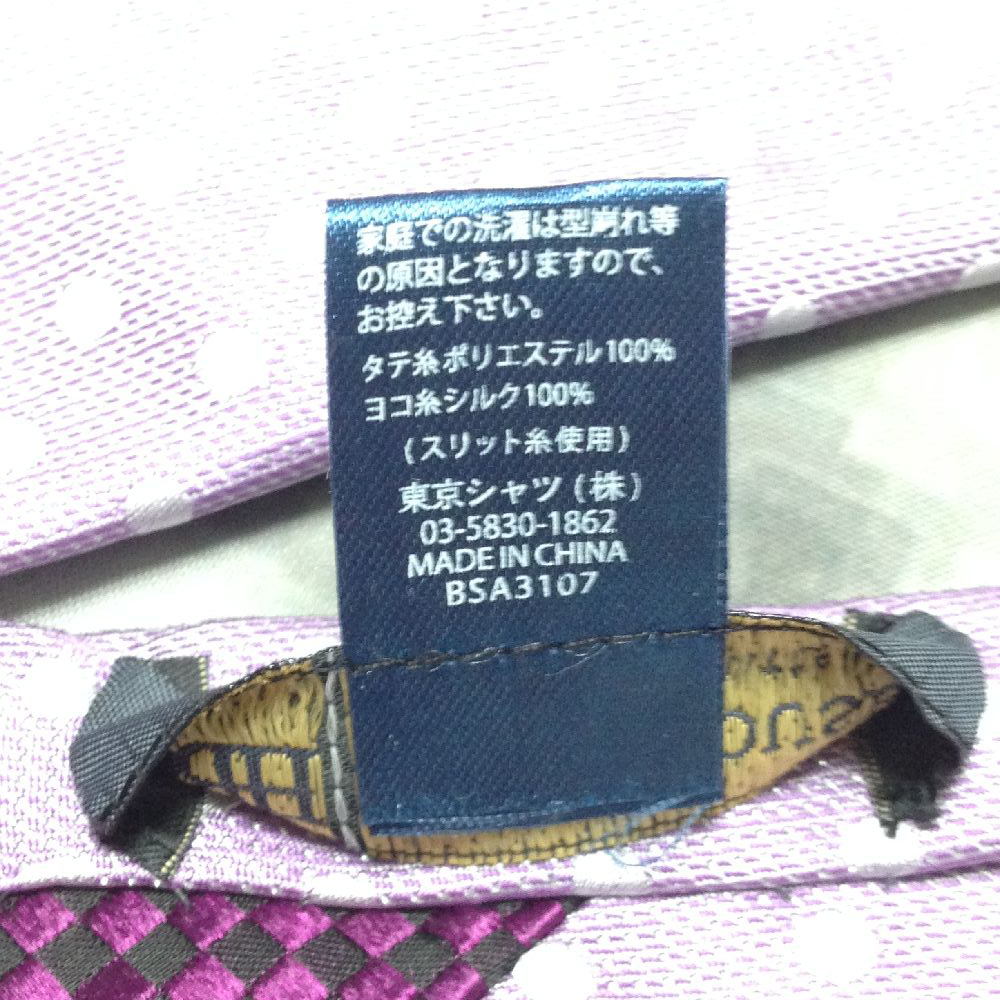 家庭での洗濯は型崩れ等
の原因となりますので、
お控え下さい。
タテ糸ポリエステル100%
ヨコ糸シルク100%
(スリット糸使用)
東京シャツ(株)
03-5830-1862
MADE IN CHINA
BSA3107